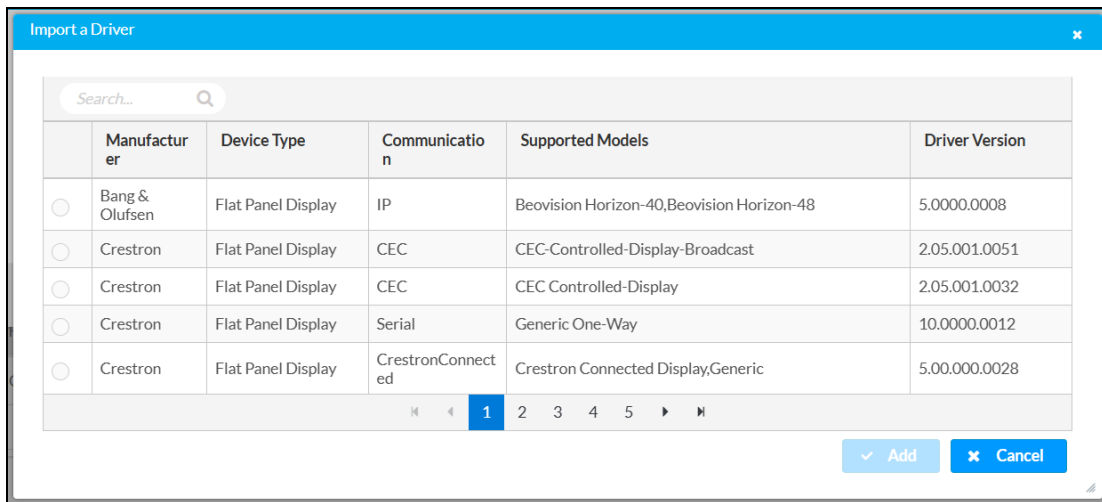 Import a Driver
Search...
Manufactur
er
Device Type
Communicatio
n
Supported Models
Driver Version
Bang &
Olufsen
Flat Panel Display
IP
Beovision Horizon-40,Beovision Horizon-48
5.0000.0008
Crestron
Flat Panel Display
CEC
CEC-Controlled-Display-Broadcast
2.05.001.0051
Crestron
Flat Panel Display
CEC
CEC Controlled-Display
2.05.001.0032
Crestron
Flat Panel Display
Serial
Generic One-Way
10.0000.0012
Crestron
Flat Panel Display
CrestronConnect
ed
Crestron Connected Display,Generic
5.00.000.0028
1 2 3 4 5
Add
Cancel